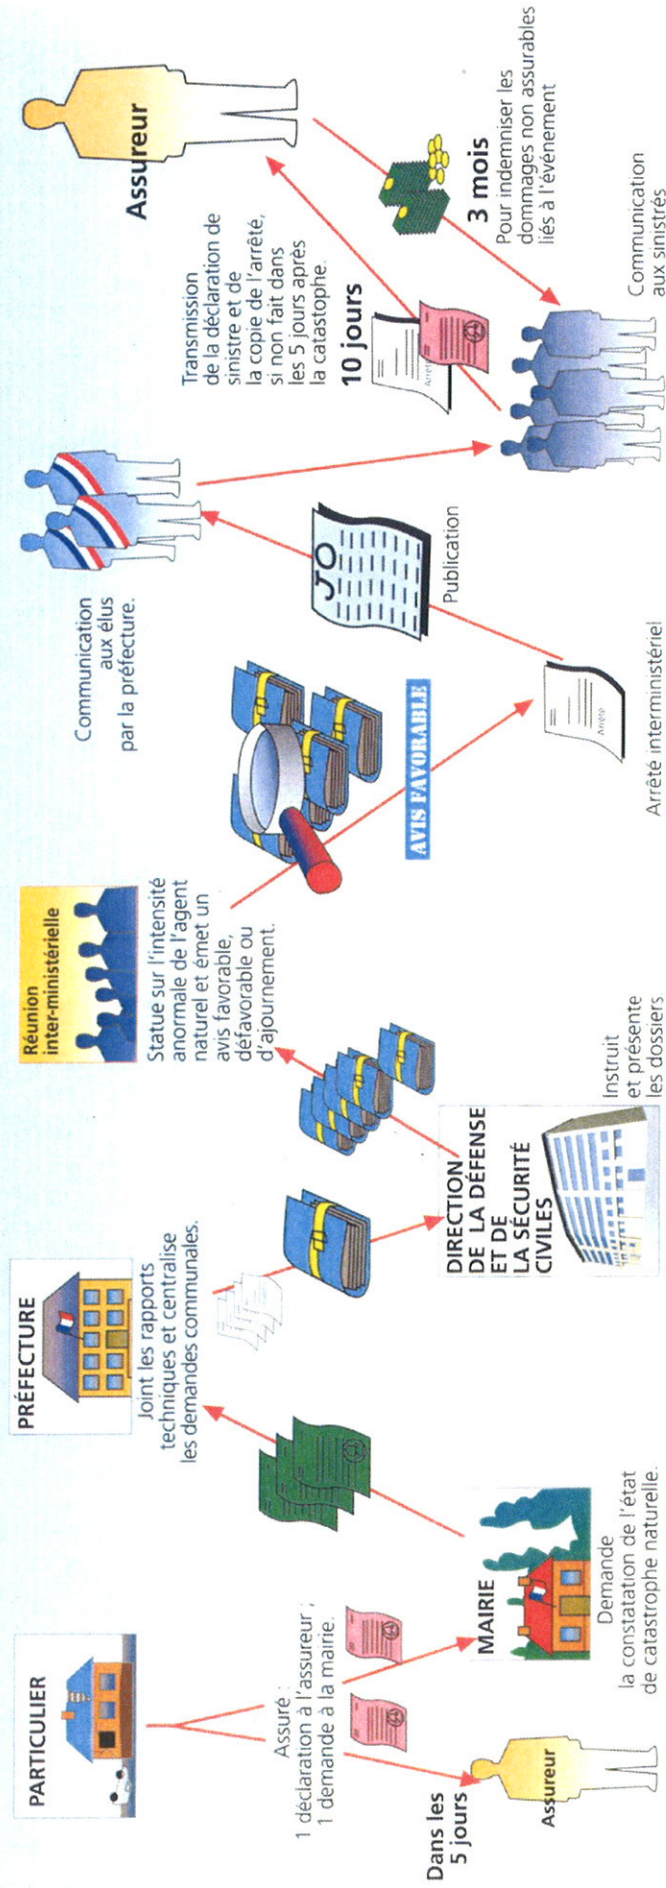 PARTICULIER
Assuré :
1 déclaration à l'assureur ;
1 demande à la mairie.
Dans les
5 jours
Assureur
MAIRIE
Demande
la constatation de l'état
de catastrophe naturelle.
PRÉFECTURE
Joint les rapports
techniques et centralise
les demandes communales.
DIRECTION
DE LA DÉFENSE
ET DE
LA SÉCURITÉ
CIVILES
Instruit
et présente
les dossiers
Réunion
inter-ministérielle
Statue sur l'intensité
anormale de l'agent
naturel et émet un
avis favorable,
défavorable ou
d'ajournement.
AVIS FAVORABLE
Arrêté
Arrêté interministériel
JO
Publication
Communication
aux élus
par la préfecture.
Communication
aux sinistrés
Transmission
de la déclaration de
sinistre et de
la copie de l'arrêté,
si non fait dans
les 5 jours après
la catastrophe.
10 jours
Arrêté
Assureur
3 mois
Pour indemniser les
dommages non assurables
liés à l'événement